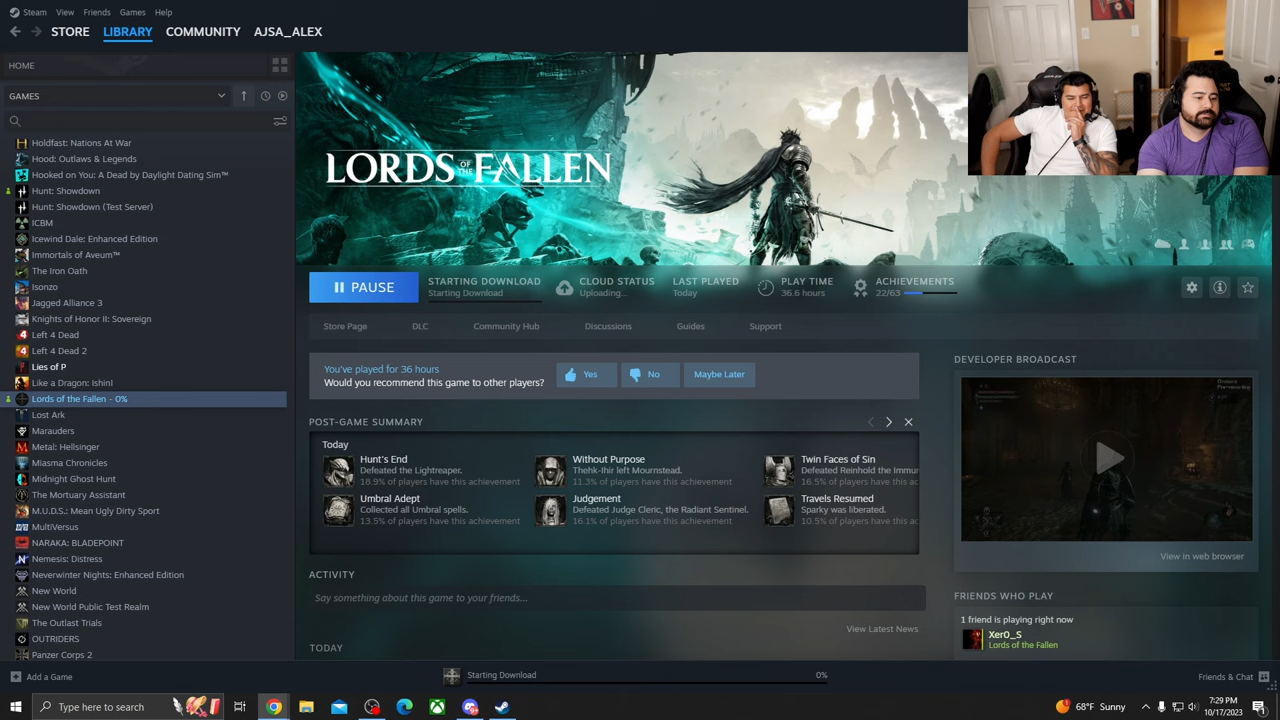 Steam View Friends Games Help
STORE LIBRARY COMMUNITY AJSA_ALEX
HOME
GAMES
Holdfast: Nations At War
Hood: Outlaws & Legends
Hooked on You: A Dead by Daylight Dating Sim™
Hunt: Showdown
Hunt: Showdown (Test Server)
ICBM
Icewind Dale: Enhanced Edition
Immortals of Aveum™
The Iron Oath
Isonzo
Jagged Alliance 3
Knights of Honor II: Sovereign
Left 4 Dead
Left 4 Dead 2
Lies of P
Like a Dragon: Ishin!
Lords of the Fallen - 0%
Lost Ark
Marauders
Metal: Hellsinger
Miasma Chronicles
Midnight Ghost Hunt
The Mortuary Assistant
M.U.D.S.: Mean Ugly Dirty Sport
MultiVersus
NARAKA: BLADEPOINT
Nemesis: Distress
Neverwinter Nights: Enhanced Edition
New World
New World Public Test Realm
The Outlast Trials
OUTRIDERS
Panzer Corps 2
LORDS OF THE FALLEN
PAUSE
STARTING DOWNLOAD
Starting Download
CLOUD STATUS
Uploading...
LAST PLAYED
Today
PLAY TIME
36.6 hours
ACHIEVEMENTS
22/63
Store Page DLC Community Hub Discussions Guides Support
You've played for 36 hours
Would you recommend this game to other players?
Yes No Maybe Later
POST-GAME SUMMARY
Today
Hunt's End
Defeated the Lightreaper.
18.9% of players have this achievement
Without Purpose
Thehk-Ihir left Mournstead.
11.3% of players have this achievement
Twin Faces of Sin
Defeated Reinhold the Immur
16.5% of players have this ac
Umbral Adept
Collected all Umbral spells.
13.5% of players have this achievement
Judgement
Defeated Judge Cleric, the Radiant Sentinel.
16.1% of players have this achievement
Travels Resumed
Sparky was liberated.
10.5% of players have this ac
ACTIVITY
Say something about this game to your friends...
View Latest News
TODAY
DEVELOPER BROADCAST
View in web browser
FRIENDS WHO PLAY
1 friend is playing right now
Xer0_S
Lords of the Fallen
Add a Game
Starting Download 0%
Friends & Chat
Type here to search
68°F Sunny
7:29 PM
10/17/2023